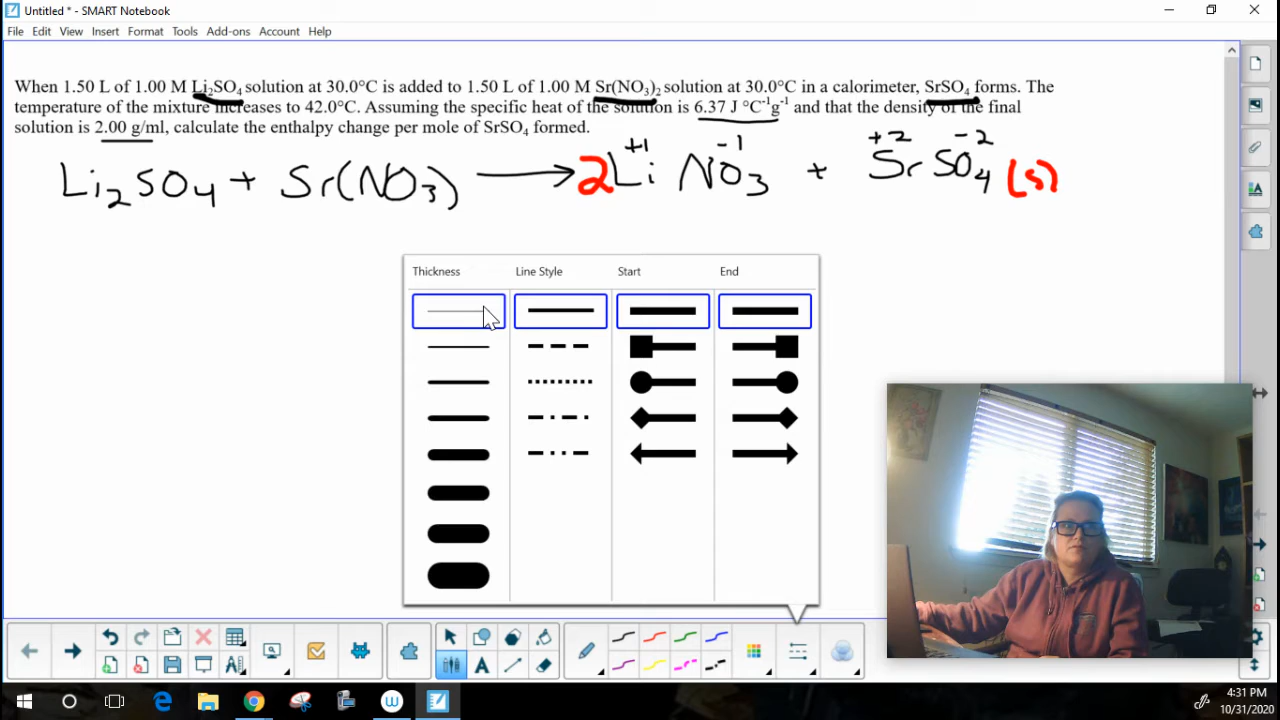 Untitled * - SMART Notebook
File Edit View Insert Format Tools Add-ons Account Help
When 1.50 L of 1.00 M Li₂SO₄ solution at 30.0°C is added to 1.50 L of 1.00 M Sr(NO₃)₂ solution at 30.0°C in a calorimeter, SrSO₄ forms. The
temperature of the mixture increases to 42.0°C. Assuming the specific heat of the solution is 6.37 J °C⁻¹g⁻¹ and that the density of the final
solution is 2.00 g/ml, calculate the enthalpy change per mole of SrSO₄ formed.
+1 -1 +2 -2
Li₂SO₄ + Sr(NO₃) → 2LiNO₃ + SrSO₄(s)
Thickness Line Style Start End
A A
4:31 PM
10/31/2020